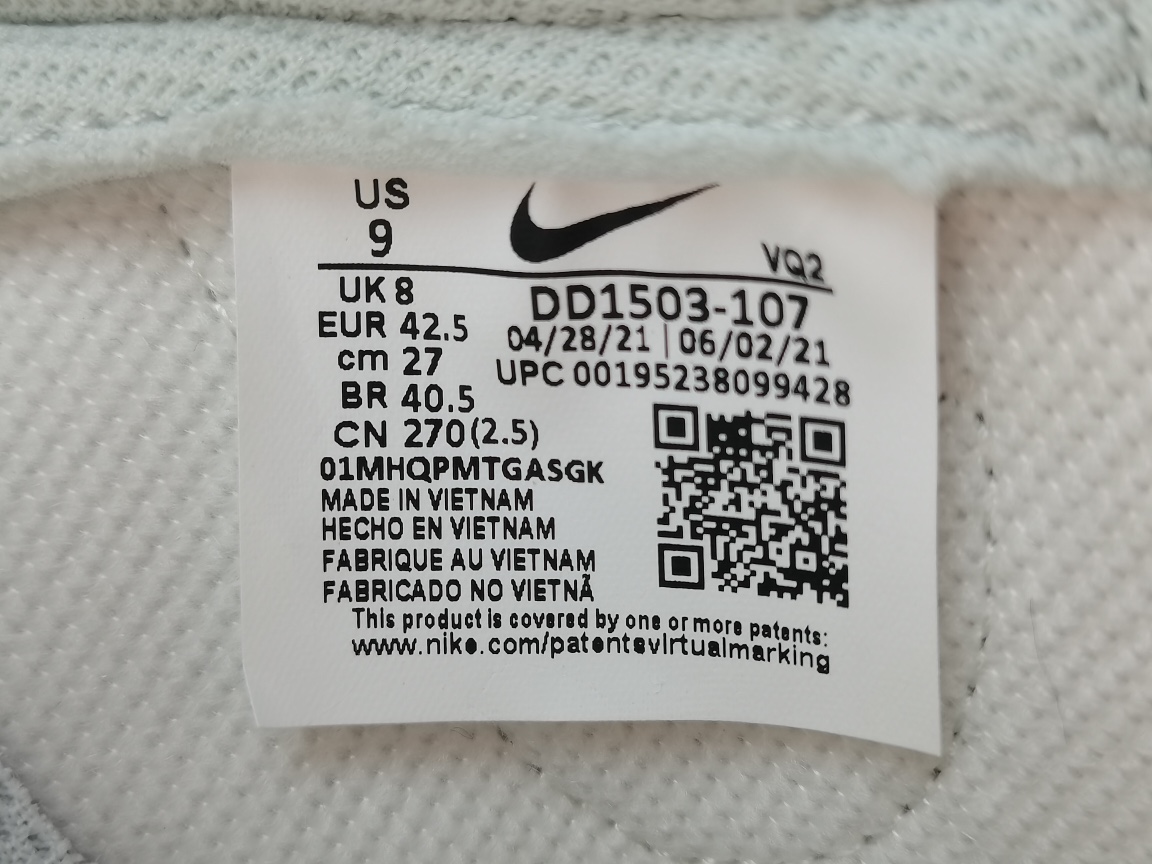 US
9
VQ2
UK 8
DD1503-107
EUR 42.5
04/28/21 | 06/02/21
cm 27
UPC 00195238099428
BR 40.5
CN 270(2.5)
01MHQPMTGASGK
MADE IN VIETNAM
HECHO EN VIETNAM
FABRIQUE AU VIETNAM
FABRICADO NO VIETNÃ
This product is covered by one or more patents:
www.nike.com/patentsvirtualmarking